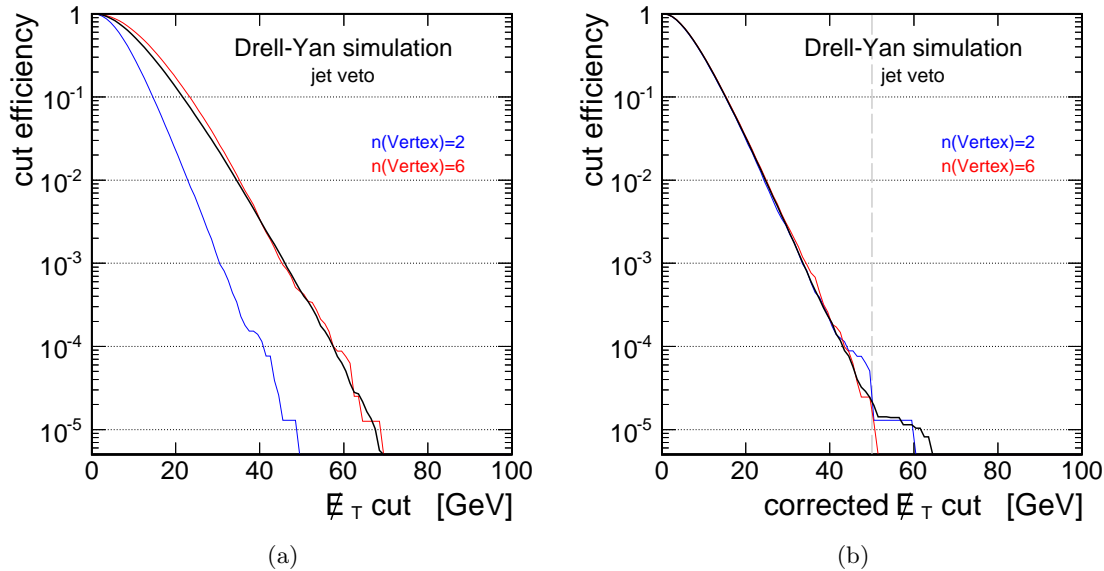 cut efficiency
1
10⁻¹
10⁻²
10⁻³
10⁻⁴
10⁻⁵
Drell-Yan simulation
jet veto
n(Vertex)=2
n(Vertex)=6
0 20 40 60 80 100
E̸_T cut [GeV]
(a)
cut efficiency
1
10⁻¹
10⁻²
10⁻³
10⁻⁴
10⁻⁵
Drell-Yan simulation
jet veto
n(Vertex)=2
n(Vertex)=6
0 20 40 60 80 100
corrected E̸_T cut [GeV]
(b)